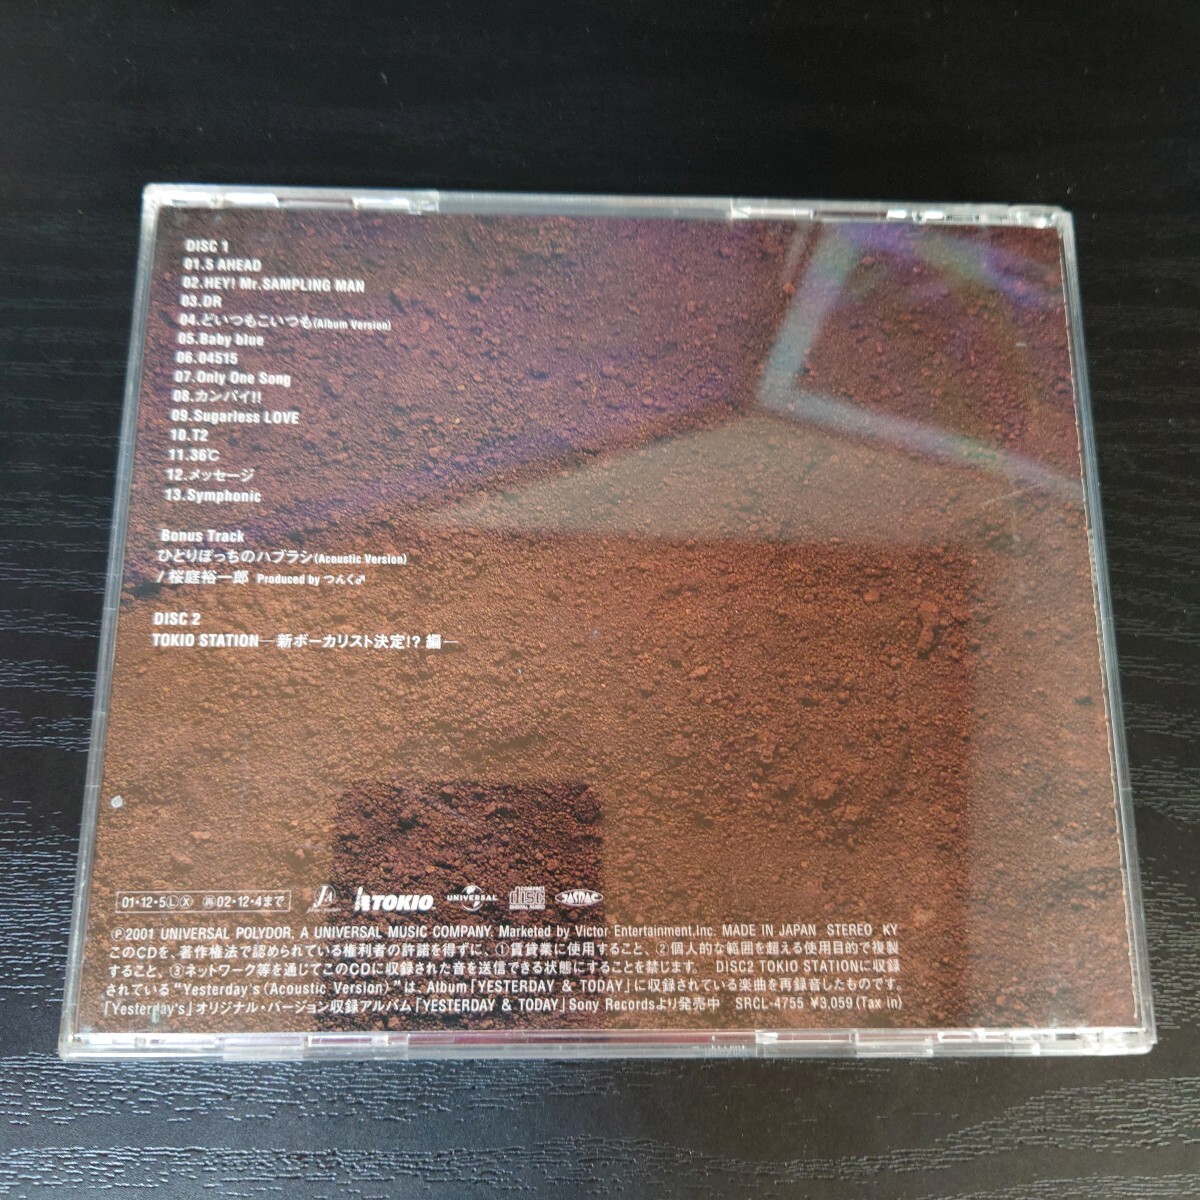 DISC 1
01.5 AHEAD
02.HEY! Mr.SAMPLING MAN
03.DR
04.どいつもこいつも(Album Version)
05.Baby blue
06.04515
07.Only One Song
08.カンパイ!!
09.Sugarless LOVE
10.T2
11.36℃
12.メッセージ
13.Symphonic
Bonus Track
ひとりぼっちのハブラシ(Acoustic Version)
/ 桜庭裕一郎 Produced by つんく♂
DISC 2
TOKIO STATION—新ボーカリスト決定!? 編—
01・12・5ⓁⓍ ㊐02・12・4まで JA TOKIO UNIVERSAL COMPACT disc DIGITAL AUDIO JASRAC
Ⓟ2001 UNIVERSAL POLYDOR, A UNIVERSAL MUSIC COMPANY. Marketed by Victor Entertainment,Inc. MADE IN JAPAN STEREO KY
このCDを、著作権法で認められている権利者の許諾を得ずに、①賃貸業に使用すること、②個人的な範囲を超える使用目的で複製
すること、③ネットワーク等を通じてこのCDに収録された音を送信できる状態にすることを禁じます。 DISC2 TOKIO STATIONに収録
されている"Yesterday's(Acoustic Version)"は、Album「YESTERDAY & TODAY」に収録されている楽曲を再録音したものです。
「Yesterday's」オリジナル・バージョン収録アルバム「YESTERDAY & TODAY」Sony Recordsより発売中 SRCL-4755 ¥3,059(Tax in)